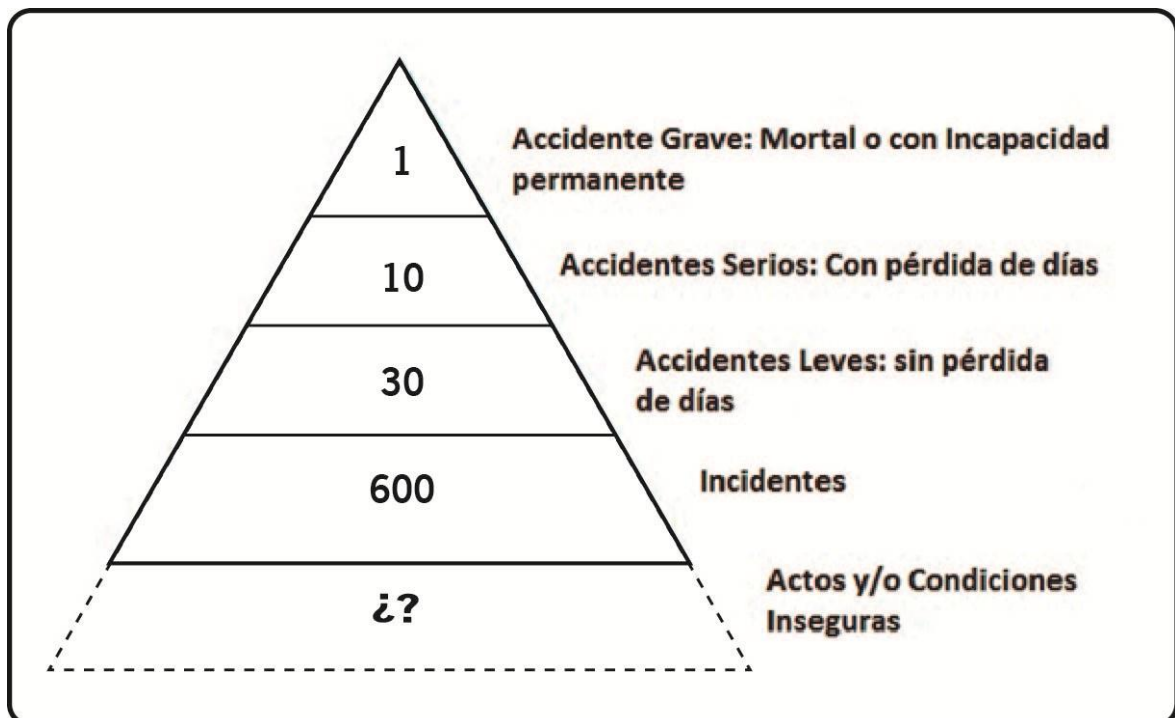 1
Accidente Grave: Mortal o con Incapacidad
permanente
10
Accidentes Serios: Con pérdida de días
30
Accidentes Leves: sin pérdida
de días
600
Incidentes
¿?
Actos y/o Condiciones
Inseguras